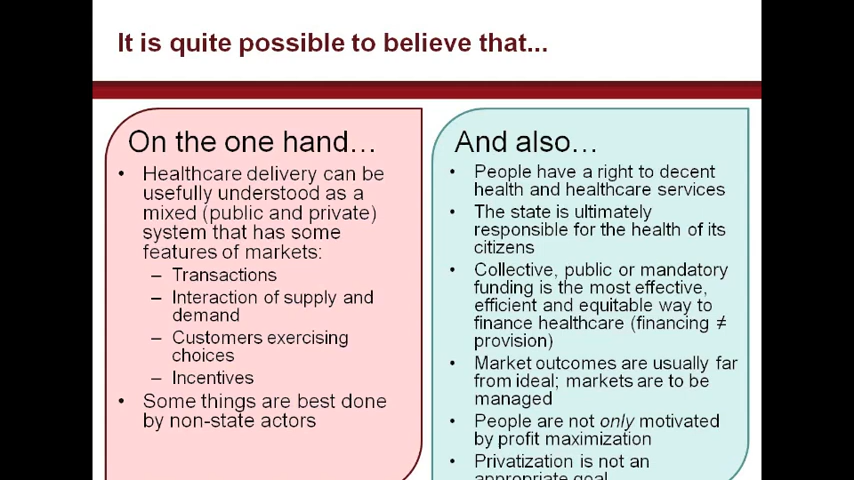 It is quite possible to believe that...
On the one hand…
• Healthcare delivery can be
usefully understood as a
mixed (public and private)
system that has some
features of markets:
– Transactions
– Interaction of supply and
demand
– Customers exercising
choices
– Incentives
• Some things are best done
by non-state actors
And also…
• People have a right to decent
health and healthcare services
• The state is ultimately
responsible for the health of its
citizens
• Collective, public or mandatory
funding is the most effective,
efficient and equitable way to
finance healthcare (financing ≠
provision)
• Market outcomes are usually far
from ideal; markets are to be
managed
• People are not only motivated
by profit maximization
• Privatization is not an
appropriate goal